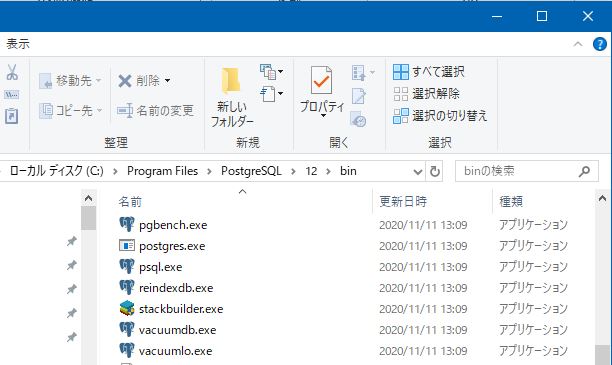 表示
移動先
コピー先
削除
名前の変更
整理
新しい
フォルダー
新規
プロパティ
開く
すべて選択
選択解除
選択の切り替え
選択
ローカル ディスク (C:) > Program Files > PostgreSQL > 12 > bin
binの検索
名前 更新日時 種類
pgbench.exe 2020/11/11 13:09 アプリケーション
postgres.exe 2020/11/11 13:09 アプリケーション
psql.exe 2020/11/11 13:09 アプリケーション
reindexdb.exe 2020/11/11 13:09 アプリケーション
stackbuilder.exe 2020/11/11 13:09 アプリケーション
vacuumdb.exe 2020/11/11 13:09 アプリケーション
vacuumlo.exe 2020/11/11 13:09 アプリケーション